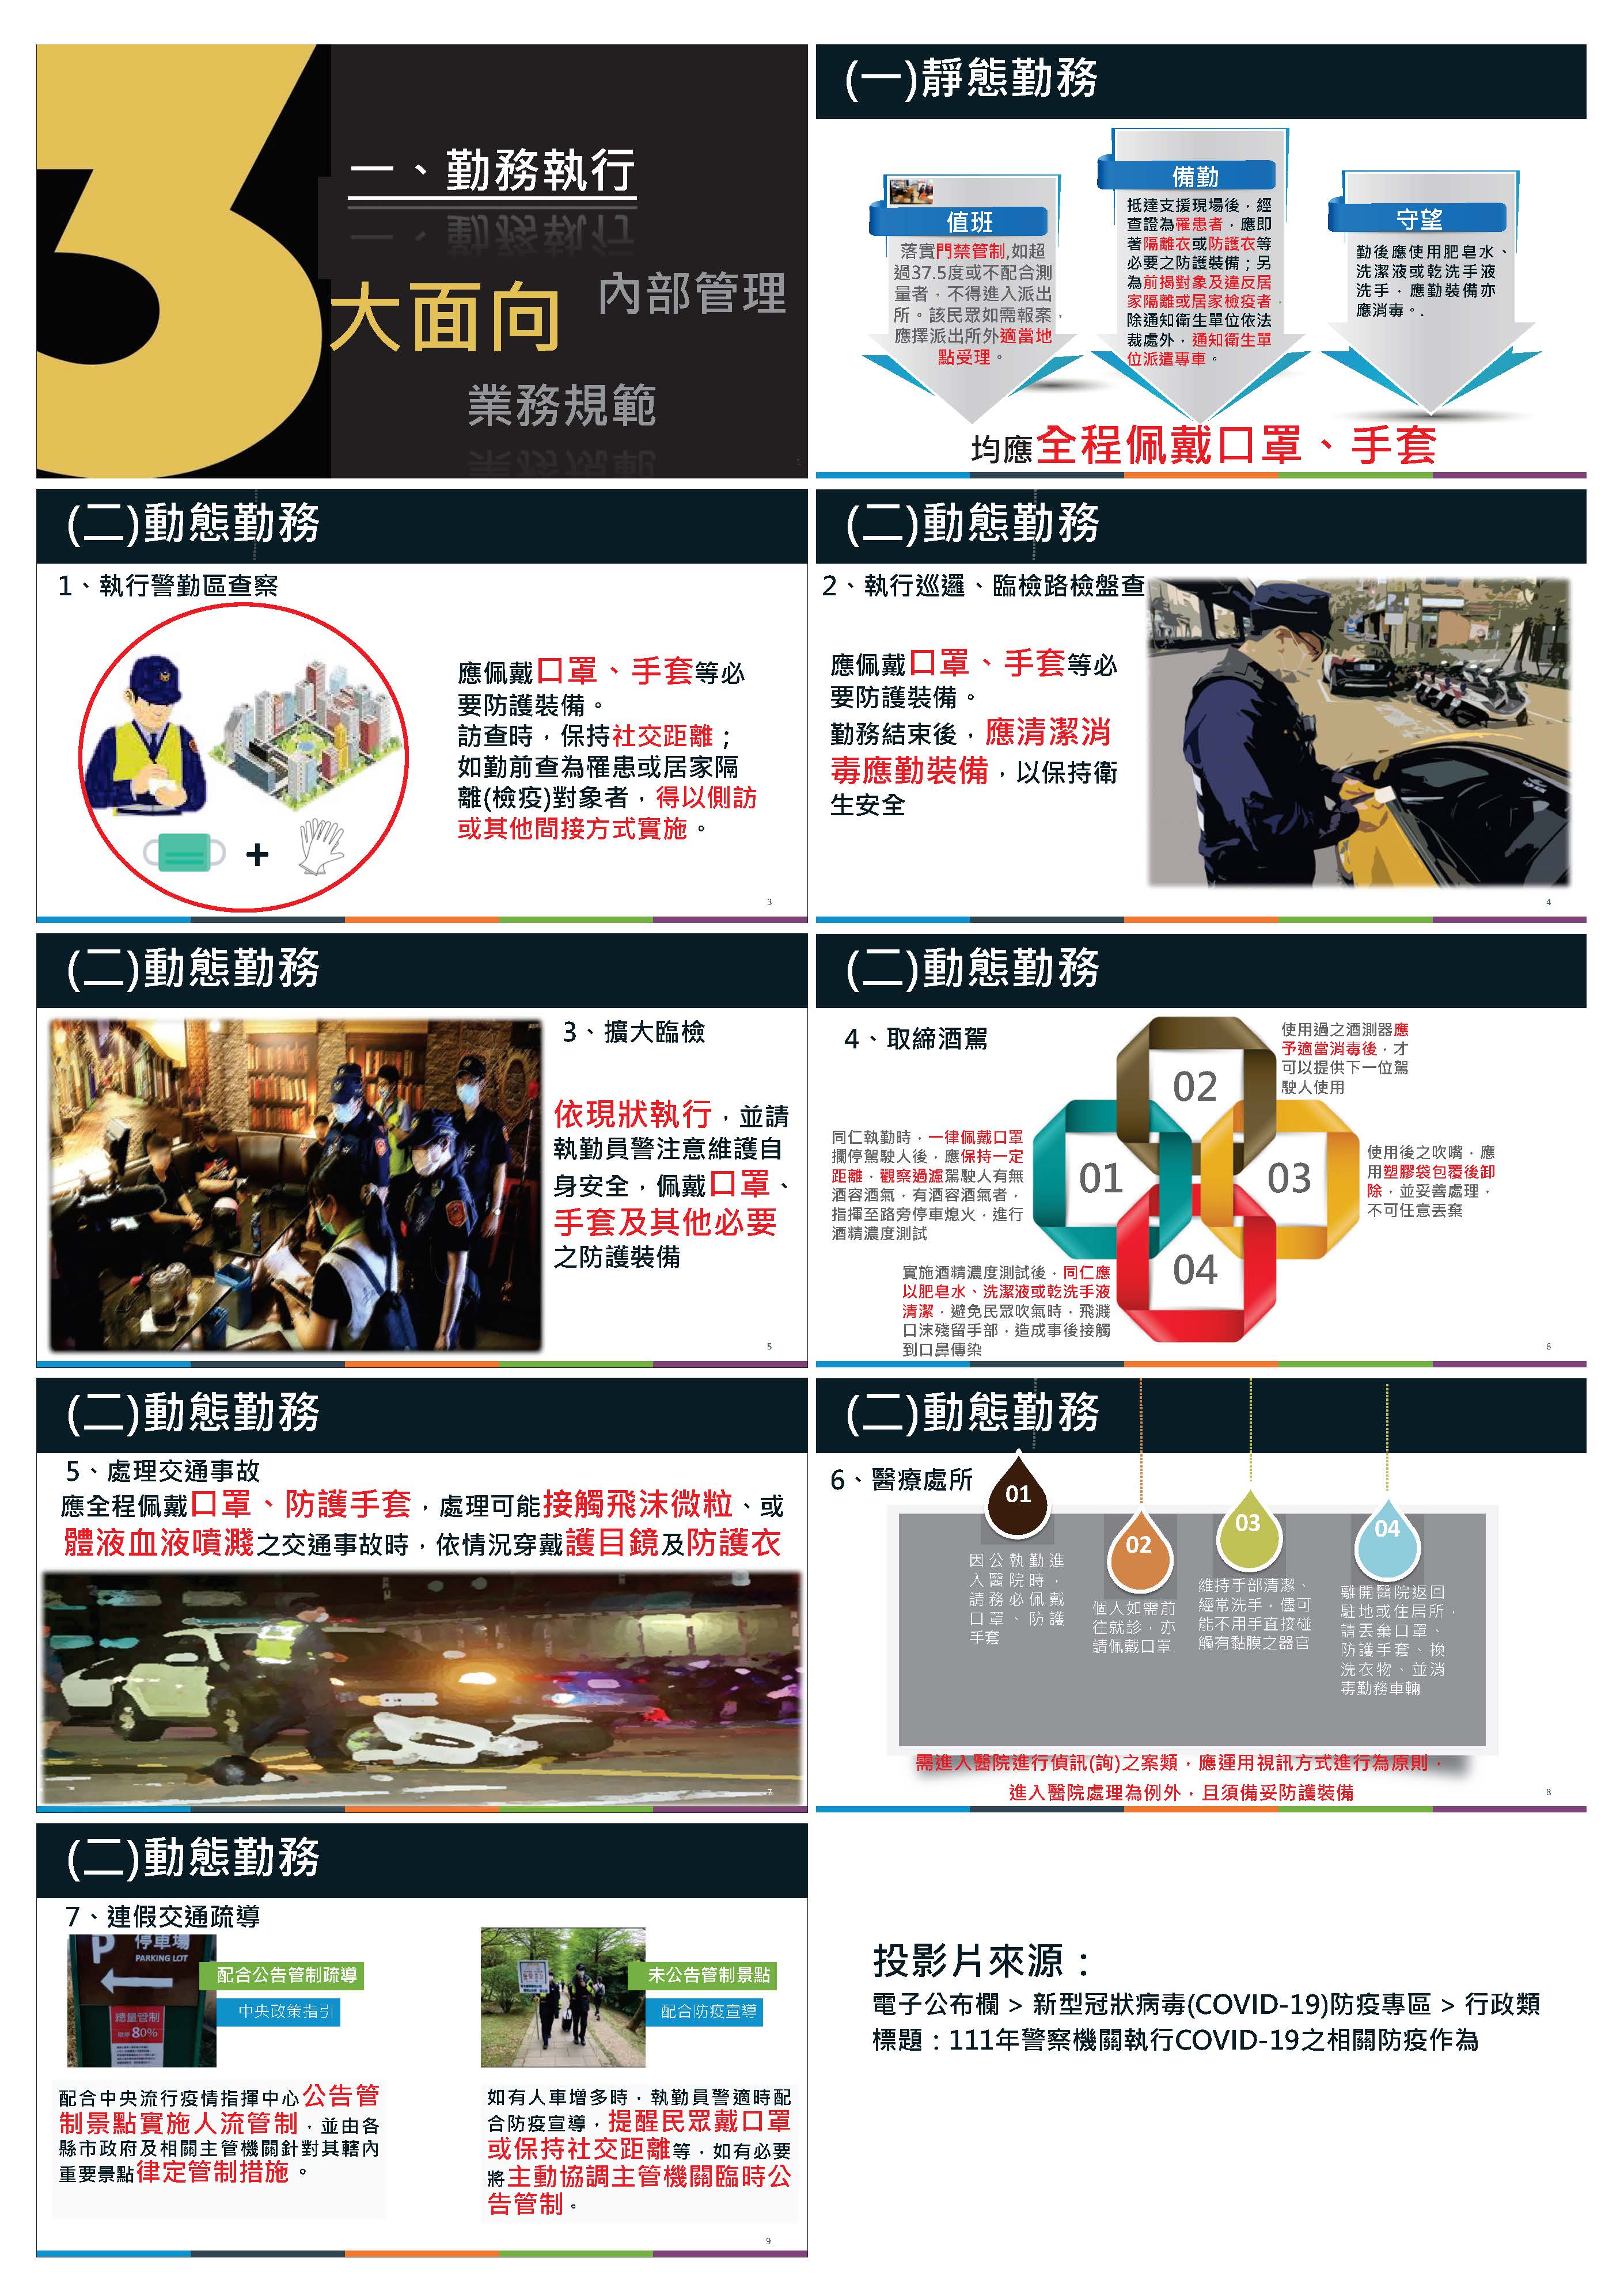 一、勤務執行
大面向
內部管理
業務規範
1
(一)靜態勤務
值班
落實門禁管制,如超
過37.5度或不配合測
量者，不得進入派出
所。該民眾如需報案，
應擇派出所外適當地
點受理。
備勤
抵達支援現場後，經
查證為罹患者，應即
著隔離衣或防護衣等
必要之防護裝備；另
為前揭對象及違反居
家隔離或居家檢疫者，
除通知衛生單位依法
裁處外，通知衛生單
位派遣專車。
守望
勤後應使用肥皂水、
洗潔液或乾洗手液
洗手，應勤裝備亦
應消毒。.
均應全程佩戴口罩、手套
(二)動態勤務
1、執行警勤區查察
應佩戴口罩、手套等必
要防護裝備。
訪查時，保持社交距離；
如勤前查為罹患或居家隔
離(檢疫)對象者，得以側訪
或其他間接方式實施。
3
(二)動態勤務
2、執行巡邏、臨檢路檢盤查
應佩戴口罩、手套等必
要防護裝備。
勤務結束後，應清潔消
毒應勤裝備，以保持衛
生安全
4
(二)動態勤務
3、擴大臨檢
依現狀執行，並請
執勤員警注意維護自
身安全，佩戴口罩、
手套及其他必要
之防護裝備
5
(二)動態勤務
4、取締酒駕
01
同仁執勤時，一律佩戴口罩
攔停駕駛人後，應保持一定
距離，觀察過濾駕駛人有無
酒容酒氣，有酒容酒氣者，
指揮至路旁停車熄火，進行
酒精濃度測試
02
使用過之酒測器應
予適當消毒後，才
可以提供下一位駕
駛人使用
03
使用後之吹嘴，應
用塑膠袋包覆後卸
除，並妥善處理，
不可任意丟棄
04
實施酒精濃度測試後，同仁應
以肥皂水、洗潔液或乾洗手液
清潔，避免民眾吹氣時，飛濺
口沫殘留手部，造成事後接觸
到口鼻傳染
6
(二)動態勤務
5、處理交通事故
應全程佩戴口罩、防護手套，處理可能接觸飛沫微粒、或
體液血液噴濺之交通事故時，依情況穿戴護目鏡及防護衣
7
(二)動態勤務
6、醫療處所
01
因公執勤進
入醫院時，
請務必佩戴
口罩、防護
手套
02
個人如需前
往就診，亦
請佩戴口罩
03
維持手部清潔、
經常洗手，儘可
能不用手直接碰
觸有黏膜之器官
04
離開醫院返回
駐地或住居所，
請丟棄口罩、
防護手套、換
洗衣物、並消
毒勤務車輛
需進入醫院進行偵訊(詢)之案類，應運用視訊方式進行為原則，
進入醫院處理為例外，且須備妥防護裝備
8
(二)動態勤務
7、連假交通疏導
P 停車場
PARKING LOT
總量管制
80%
配合公告管制疏導
中央政策指引
配合中央流行疫情指揮中心公告管
制景點實施人流管制，並由各
縣市政府及相關主管機關針對其轄內
重要景點律定管制措施。
未公告管制景點
配合防疫宣導
如有人車增多時，執勤員警適時配
合防疫宣導，提醒民眾戴口罩
或保持社交距離等，如有必要
將主動協調主管機關臨時公
告管制。
9
投影片來源：
電子公布欄 > 新型冠狀病毒(COVID-19)防疫專區 > 行政類
標題：111年警察機關執行COVID-19之相關防疫作為